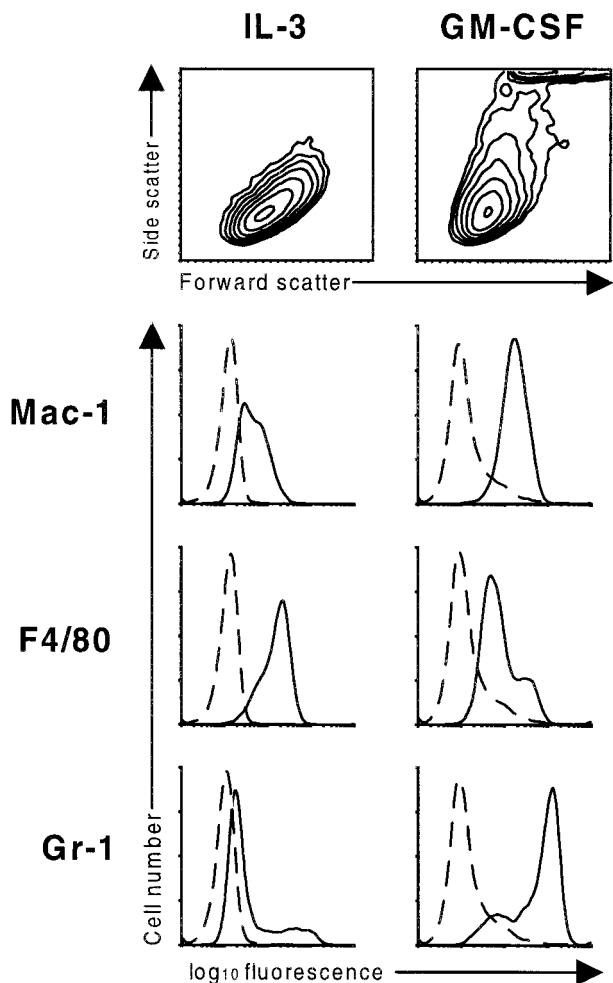 IL-3 GM-CSF
Side scatter
Forward scatter
Mac-1
F4/80
Gr-1
Cell number
log₁₀ fluorescence